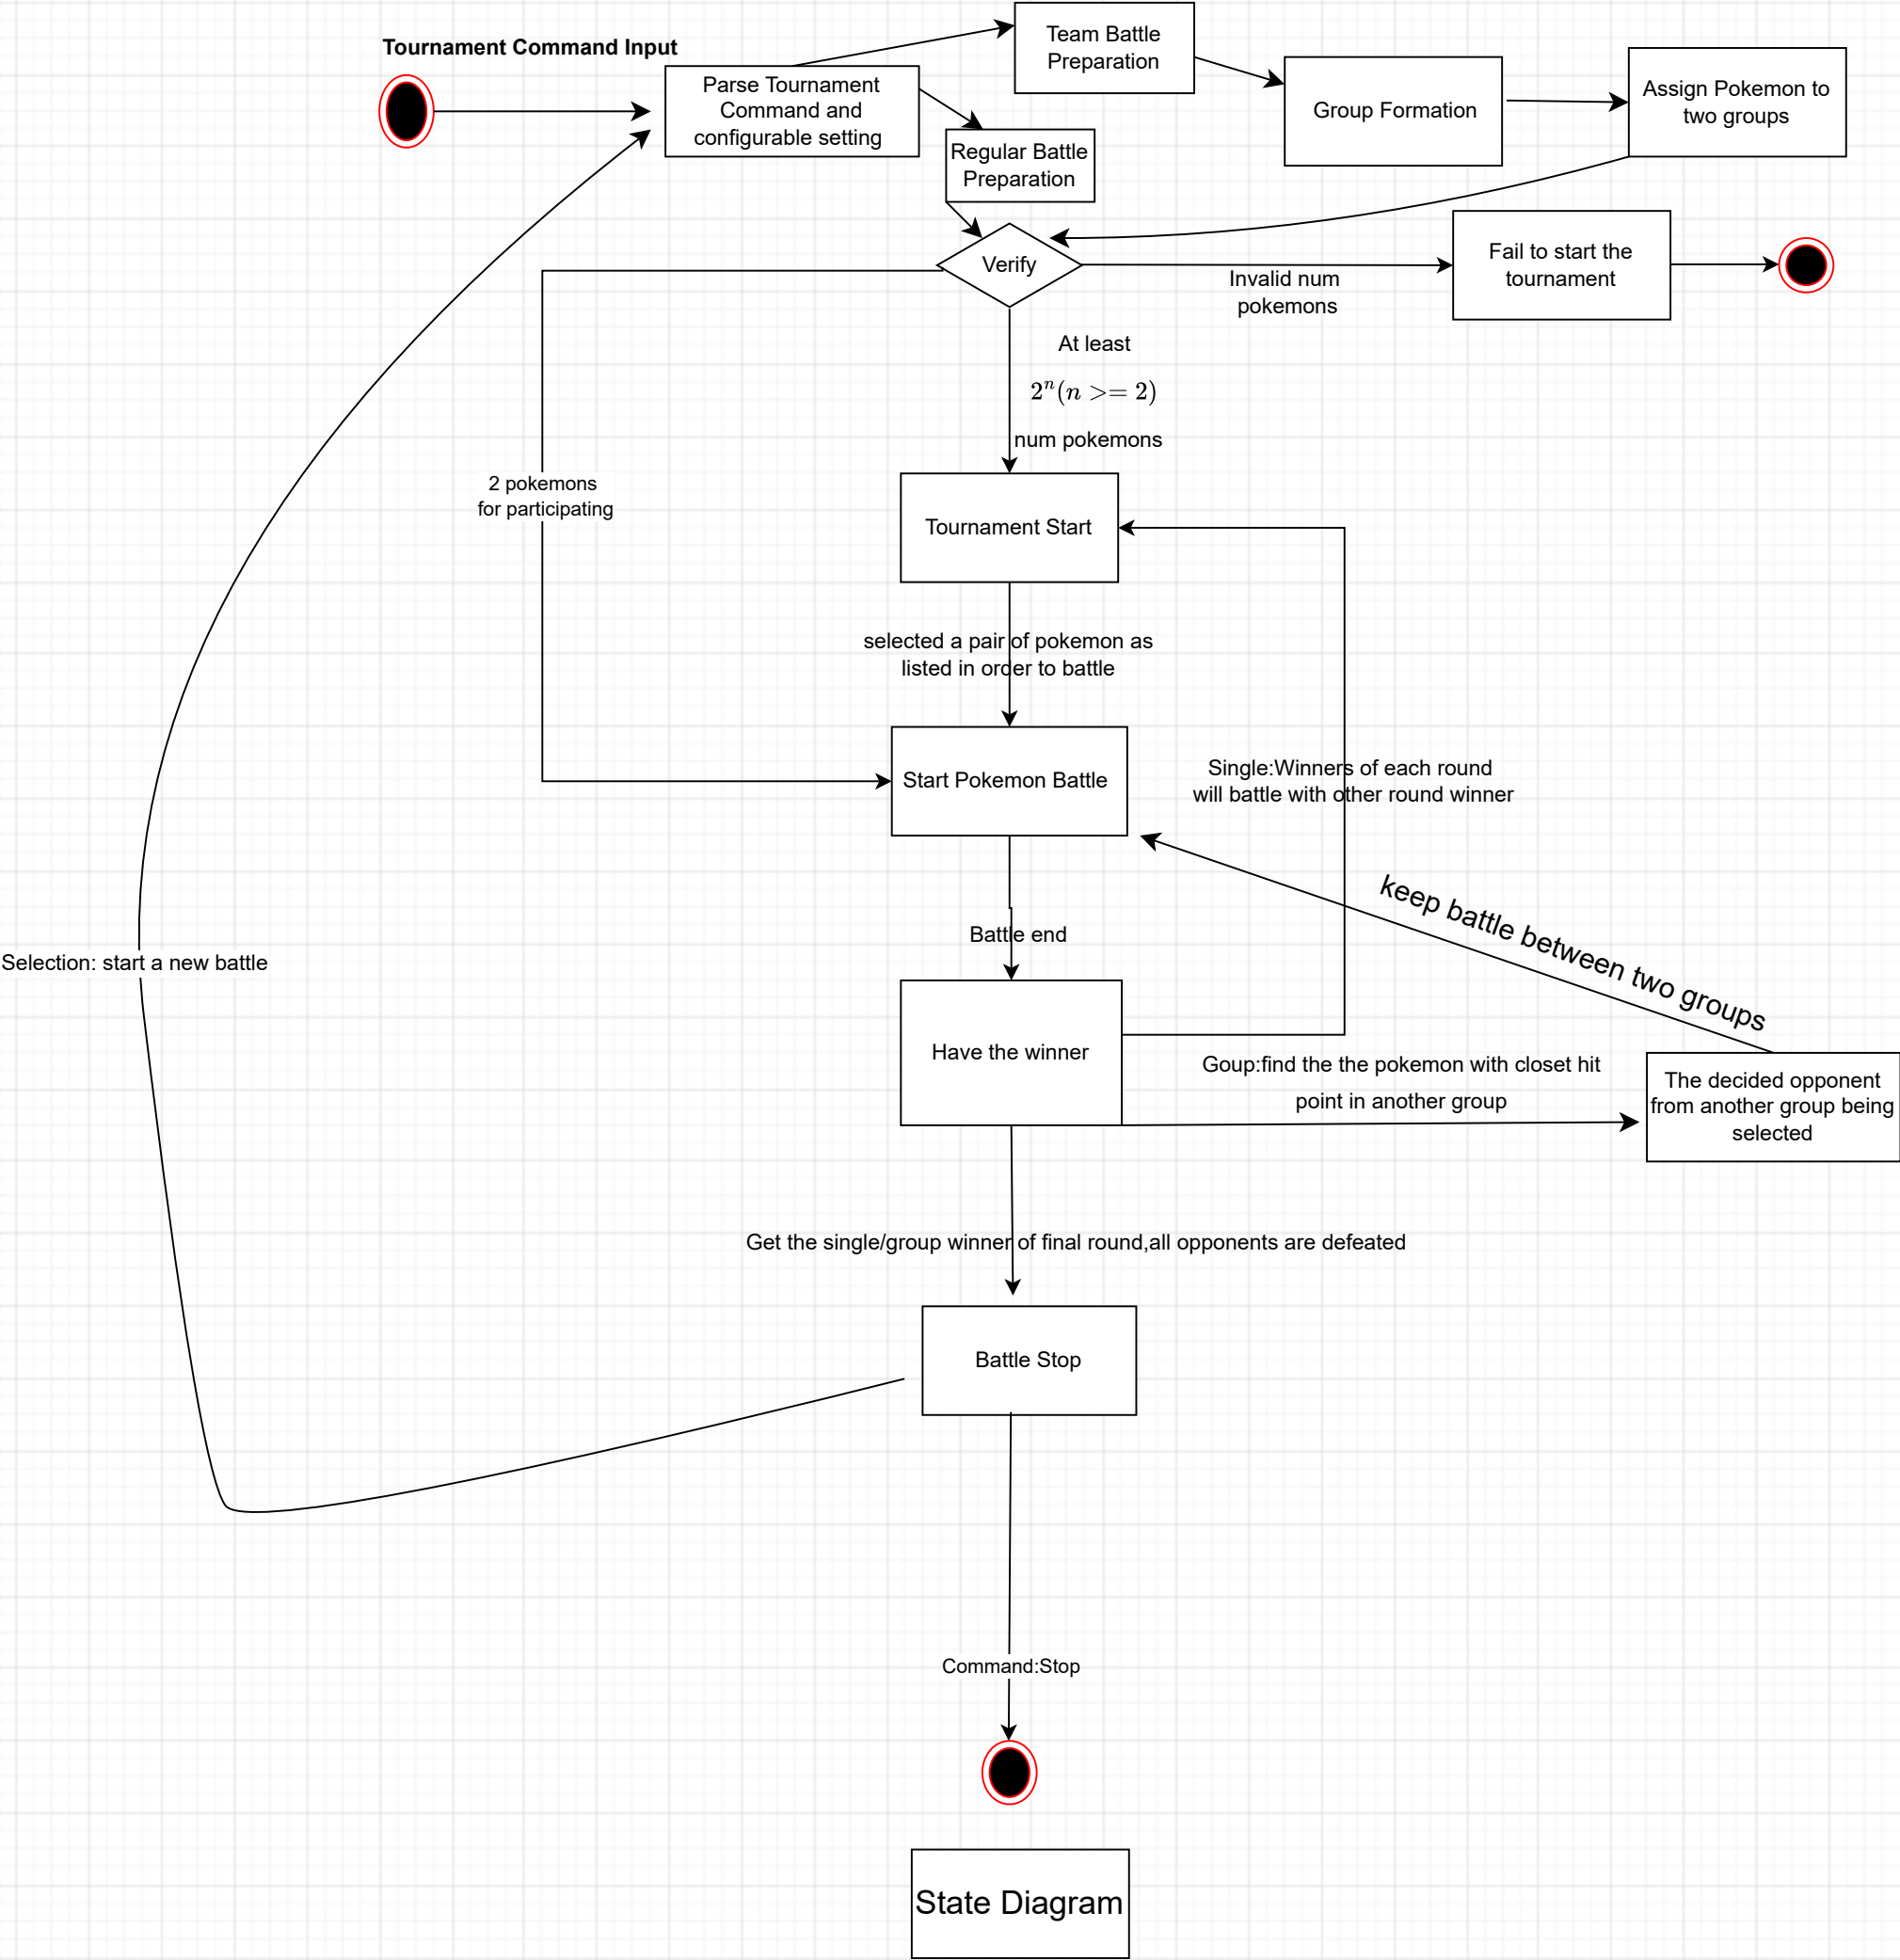 Tournament Command Input
Parse Tournament
Command and
configurable setting
Team Battle
Preparation
Group Formation
Assign Pokemon to
two groups
Regular Battle
Preparation
Verify
Invalid num
pokemons
Fail to start the
tournament
At least
2^n(n >= 2)
num pokemons
2 pokemons
for participating
Tournament Start
selected a pair of pokemon as
listed in order to battle
Start Pokemon Battle
Single:Winners of each round
will battle with other round winner
keep battle between two groups
Battle end
Selection: start a new battle
Have the winner
Goup:find the the pokemon with closet hit
point in another group
The decided opponent
from another group being
selected
Get the single/group winner of final round,all opponents are defeated
Battle Stop
Command:Stop
State Diagram